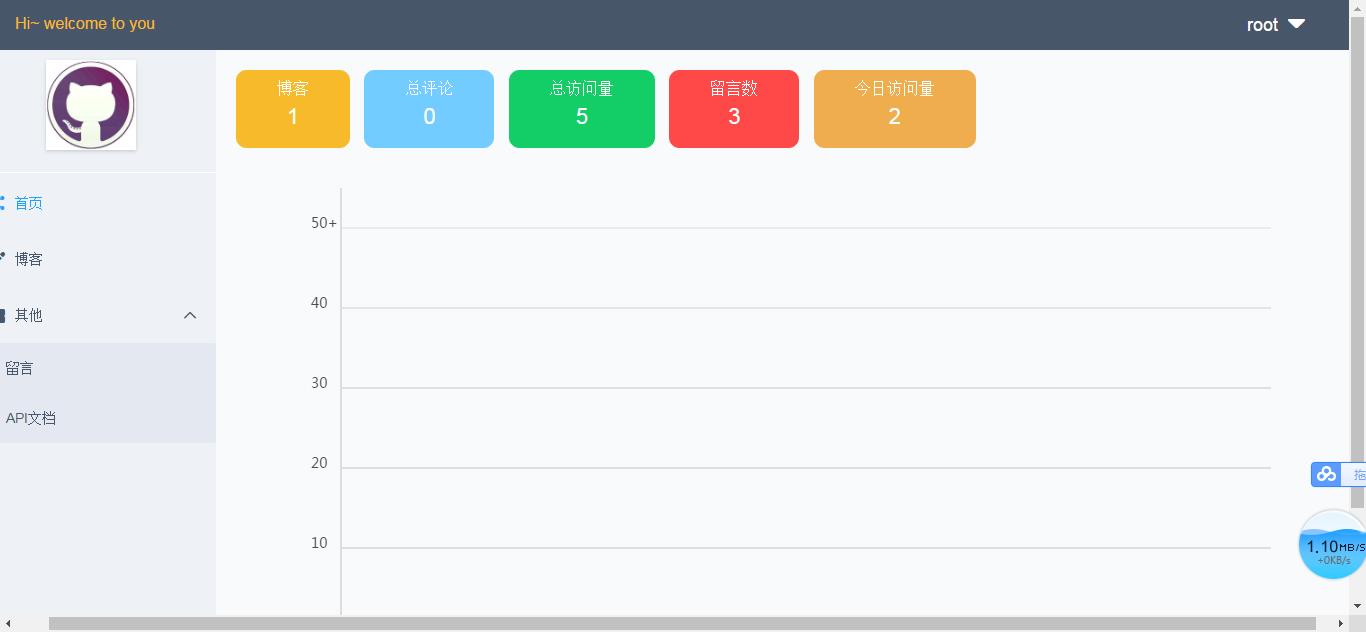 Hi~ welcome to you
root
博客
1
总评论
0
总访问量
5
留言数
3
今日访问量
2
首页
博客
其他
留言
API文档
50+
40
30
20
10
拖
1.10MB/S
+0KB/s